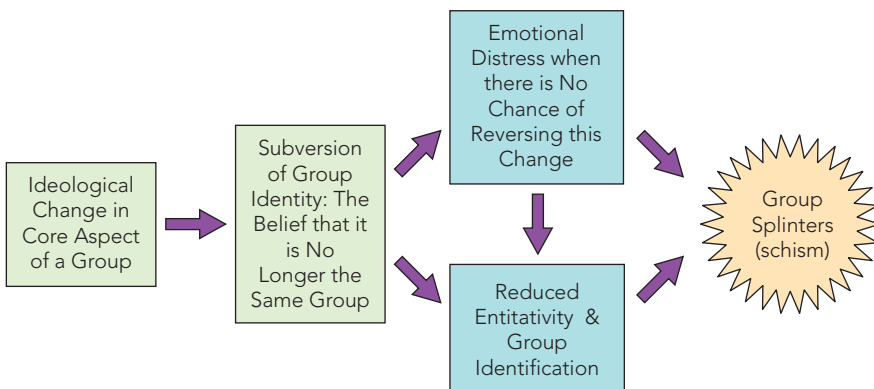 Ideological
Change in
Core Aspect
of a Group
Subversion
of Group
Identity: The
Belief that it
is No
Longer the
Same Group
Emotional
Distress when
there is No
Chance of
Reversing this
Change
Reduced
Entitativity &
Group
Identification
Group
Splinters
(schism)